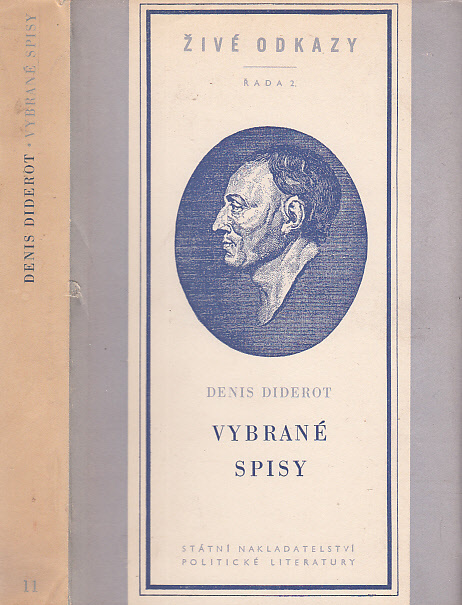 DENIS DIDEROT • VYBRANÉ SPISY
11
ŽIVÉ ODKAZY
ŘADA 2.
DENIS DIDEROT
VYBRANÉ
SPISY
STÁTNÍ NAKLADATELSTVÍ
POLITICKÉ LITERATURY